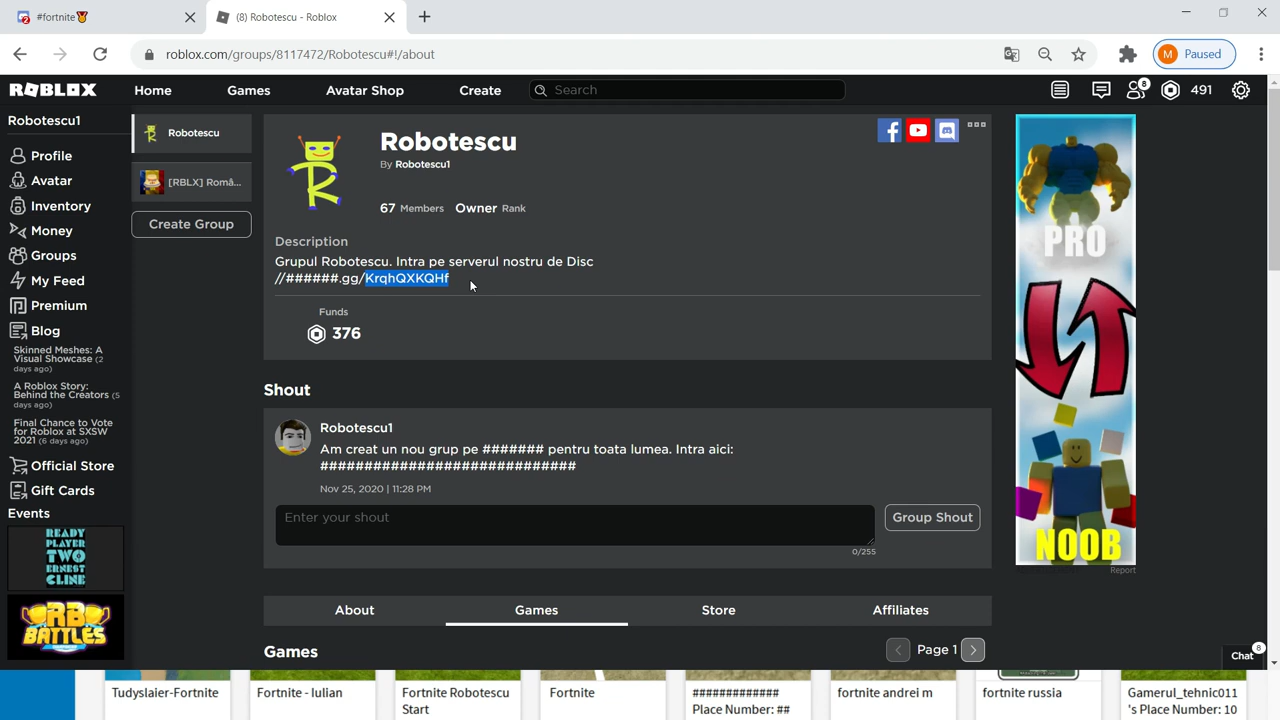 #fortnite🥇
(8) Robotescu - Roblox
roblox.com/groups/8117472/Robotescu#!/about
M Paused
ROBLOX Home Games Avatar Shop Create Search 8 491
Robotescu1
Profile
Avatar
Inventory
Money
Groups
My Feed
Premium
Blog
Skinned Meshes: A
Visual Showcase (2
days ago)
A Roblox Story:
Behind the Creators (5
days ago)
Final Chance to Vote
for Roblox at SXSW
2021 (6 days ago)
Official Store
Gift Cards
Events
READY
PLAYER
TWO
ERNEST
CLINE
RB
BATTLES
Robotescu
[RBLX] Româ...
Create Group
Robotescu
By Robotescu1
67 Members Owner Rank
Description
Grupul Robotescu. Intra pe serverul nostru de Disc
//######.gg/KrqhQXKQHf
Funds
376
Shout
Robotescu1
Am creat un nou grup pe ####### pentru toata lumea. Intra aici:
############################
Nov 25, 2020 | 11:28 PM
Enter your shout
Group Shout
0/255
About Games Store Affiliates
Games
Page 1
PRO
NOOB
Report
Chat 8
Tudyslaier-Fortnite
Fortnite - Iulian
Fortnite Robotescu
Start
Fortnite
#############
Place Number: ##
fortnite andrei m
fortnite russia
Gamerul_tehnic011
's Place Number: 10